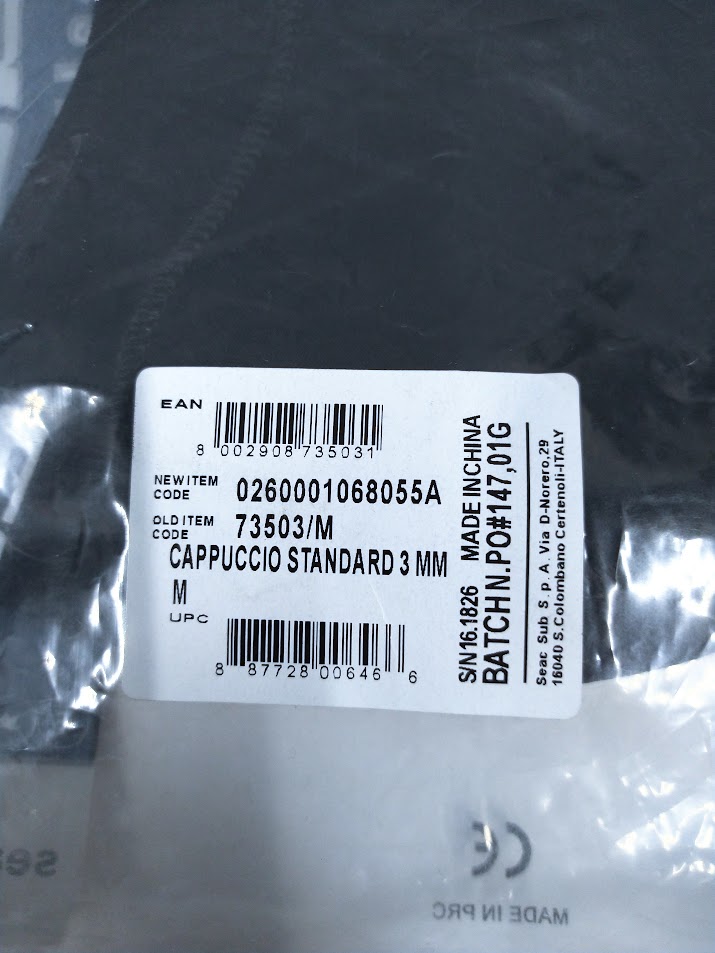 EAN
8 002908 735031
NEW ITEM CODE 0260001068055A
OLD ITEM CODE 73503/M
CAPPUCCIO STANDARD 3 MM
M
UPC
8 87728 00646 6
S/N16.1826 MADE IN CHINA
BATCH N.PO#147,01G
Seac Sub S.p.A. Via D-Norero,29
16040 S.Colombano Certenoli-ITALY
CE
MADE IN PRC